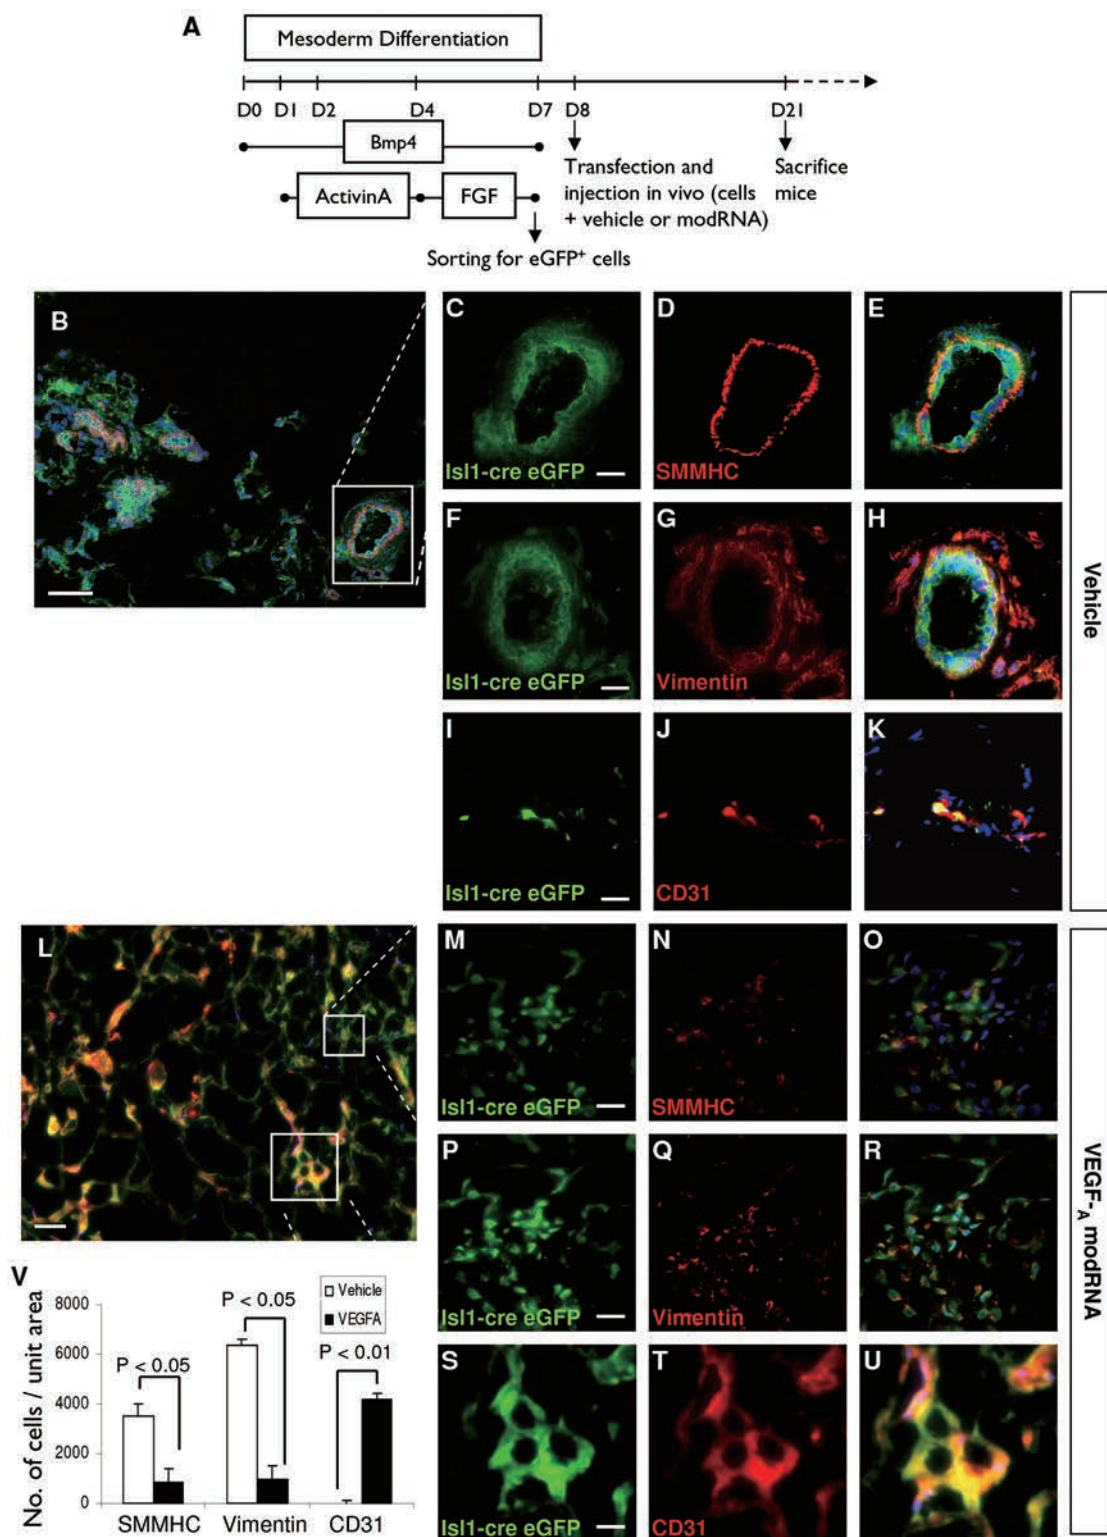 A
Mesoderm Differentiation
D0 D1 D2 D4 D7 D8 D21
Bmp4
ActivinA FGF
Transfection and
injection in vivo (cells
+ vehicle or modRNA)
Sacrifice
mice
Sorting for eGFP⁺ cells
B
C
Isl1-cre eGFP
D
SMMHC
E
F
Isl1-cre eGFP
G
Vimentin
H
I
Isl1-cre eGFP
J
CD31
K
Vehicle
L
M
Isl1-cre eGFP
N
SMMHC
O
P
Isl1-cre eGFP
Q
Vimentin
R
S
Isl1-cre eGFP
T
CD31
U
VEGF-A modRNA
V
No. of cells / unit area
8000
6000
4000
2000
0
Vehicle
VEGFA
P < 0.05
P < 0.05
P < 0.01
SMMHC Vimentin CD31